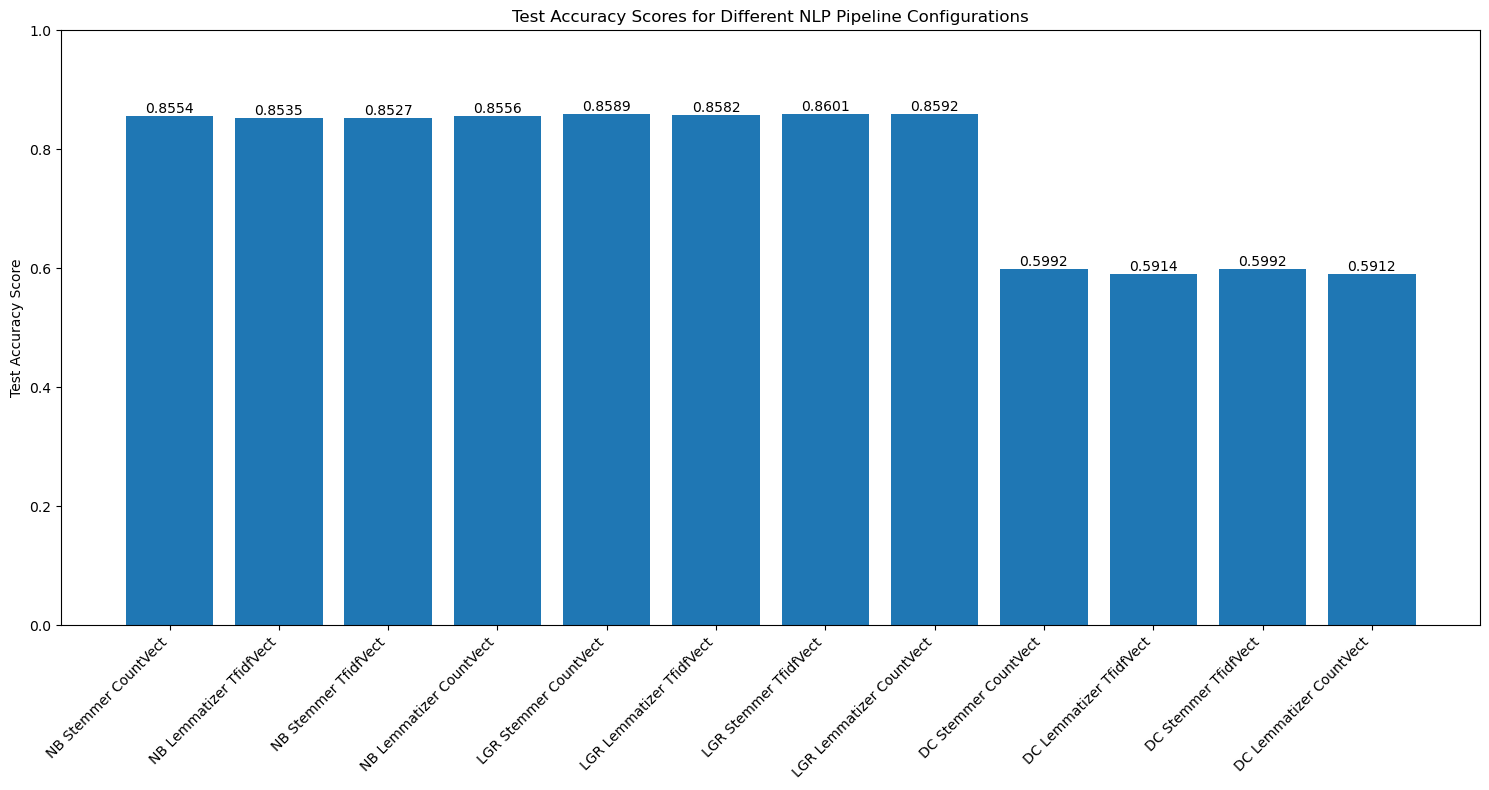 Test Accuracy Scores for Different NLP Pipeline Configurations
1.0
0.8
0.6
0.4
0.2
0.0
Test Accuracy Score
0.8554
0.8535
0.8527
0.8556
0.8589
0.8582
0.8601
0.8592
0.5992
0.5914
0.5992
0.5912
NB Stemmer CountVect
NB Lemmatizer TfidfVect
NB Stemmer TfidfVect
NB Lemmatizer CountVect
LGR Stemmer CountVect
LGR Lemmatizer TfidfVect
LGR Stemmer TfidfVect
LGR Lemmatizer CountVect
DC Stemmer CountVect
DC Lemmatizer TfidfVect
DC Stemmer TfidfVect
DC Lemmatizer CountVect